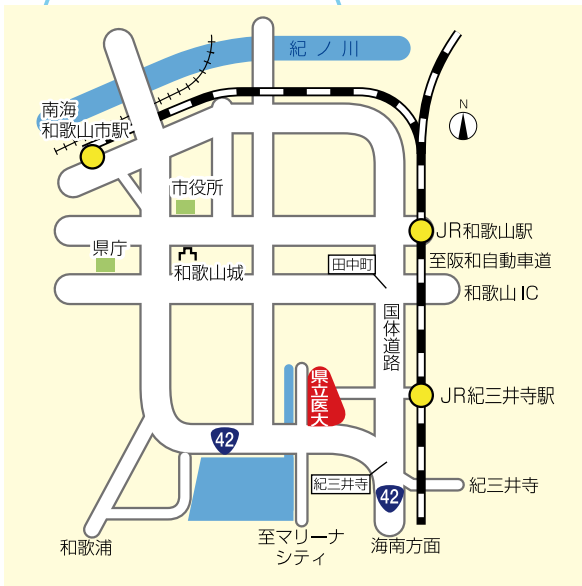 紀ノ川
N
南海
和歌山市駅
市役所
JR和歌山駅
県庁
和歌山城
田中町
至阪和自動車道
和歌山IC
国体道路
県立医大
JR紀三井寺駅
42
紀三井寺
42
紀三井寺
和歌浦
至マリーナ
シティ
海南方面